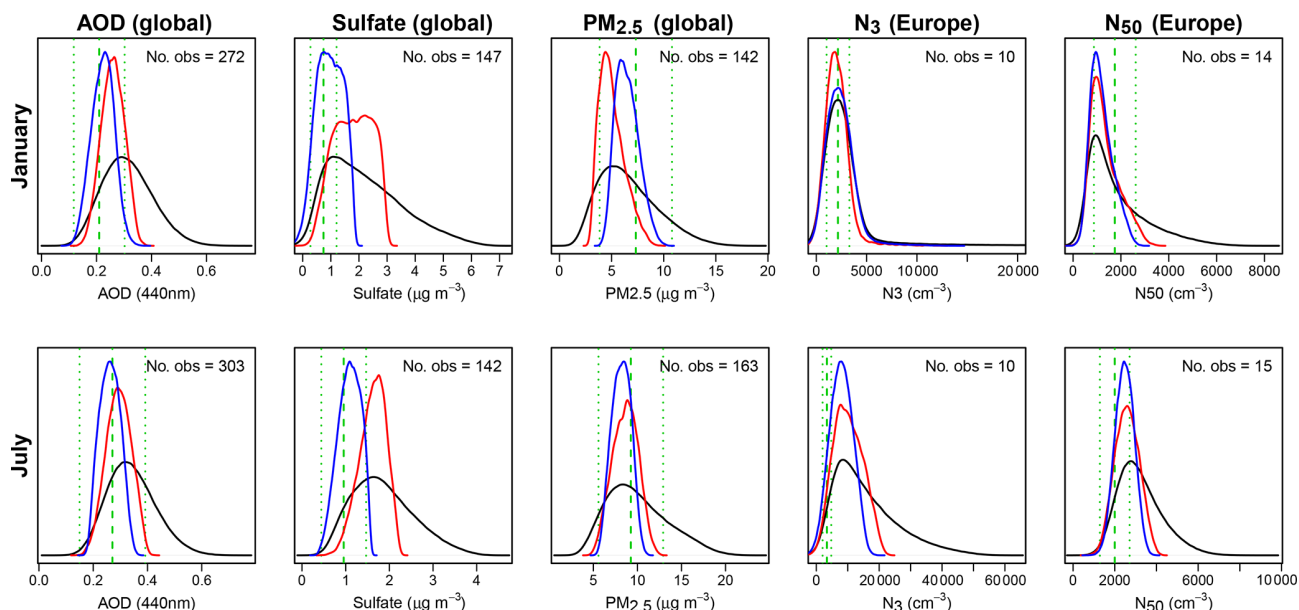 AOD (global) Sulfate (global) PM2.5 (global) N3 (Europe) N50 (Europe)
January
No. obs = 272 No. obs = 147 No. obs = 142 No. obs = 10 No. obs = 14
0.0 0.2 0.4 0.6 0 1 2 3 4 5 6 7 0 5 10 15 20 0 5000 10000 20000 0 2000 4000 6000 8000
AOD (440nm) Sulfate (μg m−3) PM2.5 (μg m−3) N3 (cm−3) N50 (cm−3)
July
No. obs = 303 No. obs = 142 No. obs = 163 No. obs = 10 No. obs = 15
0.0 0.2 0.4 0.6 0 1 2 3 4 5 10 15 20 0 20000 40000 60000 0 2000 6000 10000
AOD (440nm) Sulfate (μg m−3) PM2.5 (μg m−3) N3 (cm−3) N50 (cm−3)